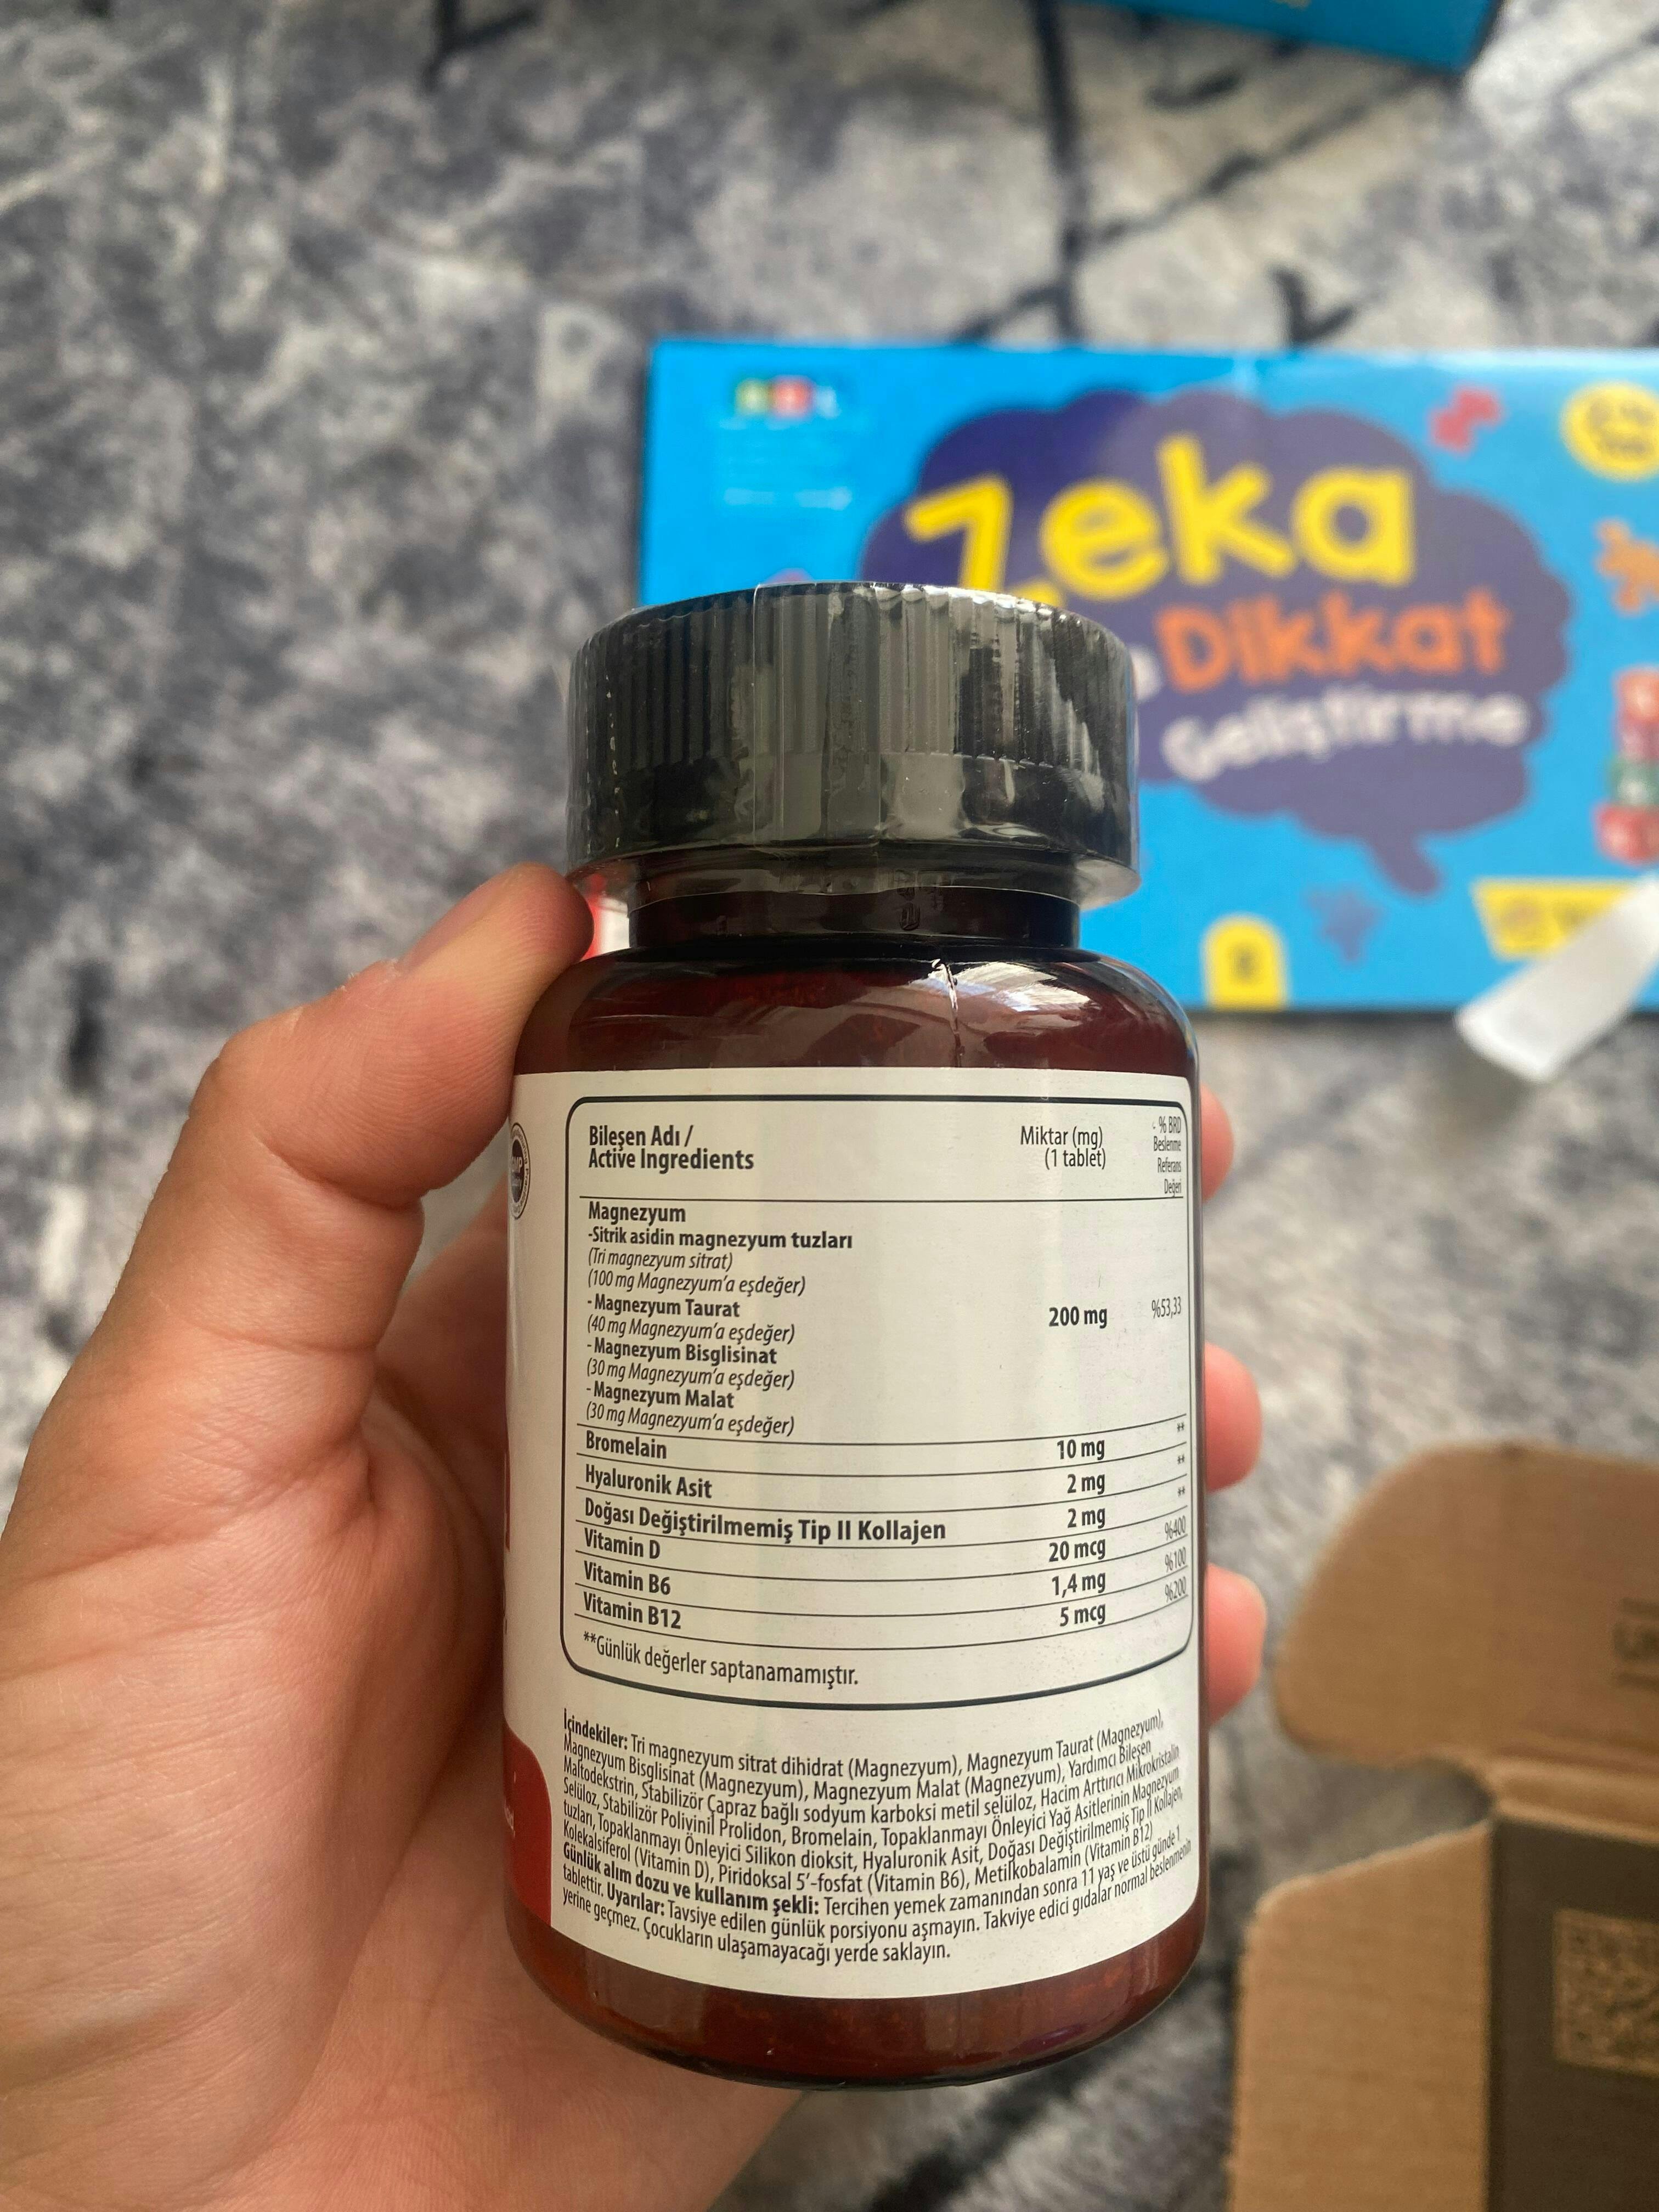 Zeka
Dikkat
Geliştirme
Bileşen Adı /
Active Ingredients
Miktar (mg)
(1 tablet)
% BRD
Beslenme
Referans
Değeri
Magnezyum
-Sitrik asidin magnezyum tuzları
(Tri magnezyum sitrat)
(100 mg Magnezyum'a eşdeğer)
- Magnezyum Taurat
(40 mg Magnezyum'a eşdeğer)
- Magnezyum Bisglisinat
(30 mg Magnezyum'a eşdeğer)
- Magnezyum Malat
(30 mg Magnezyum'a eşdeğer)
200 mg %53,33
Bromelain 10 mg **
Hyaluronik Asit 2 mg **
Doğası Değiştirilmemiş Tip II Kollajen 2 mg **
Vitamin D 20 mcg %400
Vitamin B6 1,4 mg %100
Vitamin B12 5 mcg %200
**Günlük değerler saptanamamıştır.
İçindekiler: Tri magnezyum sitrat dihidrat (Magnezyum), Magnezyum Taurat (Magnezyum),
Magnezyum Bisglisinat (Magnezyum), Magnezyum Malat (Magnezyum), Yardımcı Bileşen
Maltodekstrin, Stabilizör Çapraz bağlı sodyum karboksi metil selüloz, Hacim Arttırıcı Mikrokristalin
Selüloz, Stabilizör Polivinil Prolidon, Bromelain, Topaklanmayı Önleyici Yağ Asitlerinin Magnezyum
tuzları, Topaklanmayı Önleyici Silikon dioksit, Hyaluronik Asit, Doğası Değiştirilmemiş Tip II Kollajen,
Kolekalsiferol (Vitamin D), Piridoksal 5'-fosfat (Vitamin B6), Metilkobalamin (Vitamin B12)
Günlük alım dozu ve kullanım şekli: Tercihen yemek zamanından sonra 11 yaş ve üstü günde 1
tablettir. Uyarılar: Tavsiye edilen günlük porsiyonu aşmayın. Takviye edici gıdalar normal beslenmenin
yerine geçmez. Çocukların ulaşamayacağı yerde saklayın.